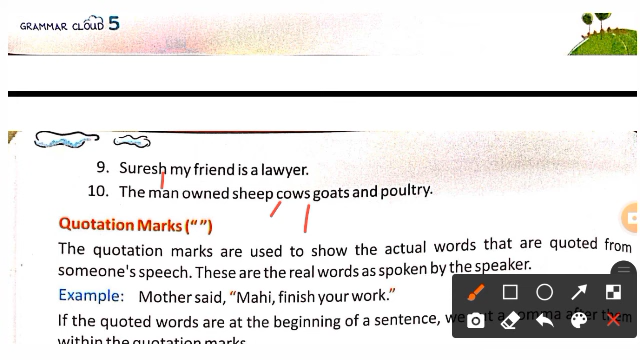 GRAMMAR CLOUD 5
9. Suresh my friend is a lawyer.
10. The man owned sheep cows goats and poultry.
Quotation Marks (“ ”)
The quotation marks are used to show the actual words that are quoted from
someone's speech. These are the real words as spoken by the speaker.
Example: Mother said, “Mahi, finish your work.”
If the quoted words are at the beginning of a sentence, we
within the quotation marks.